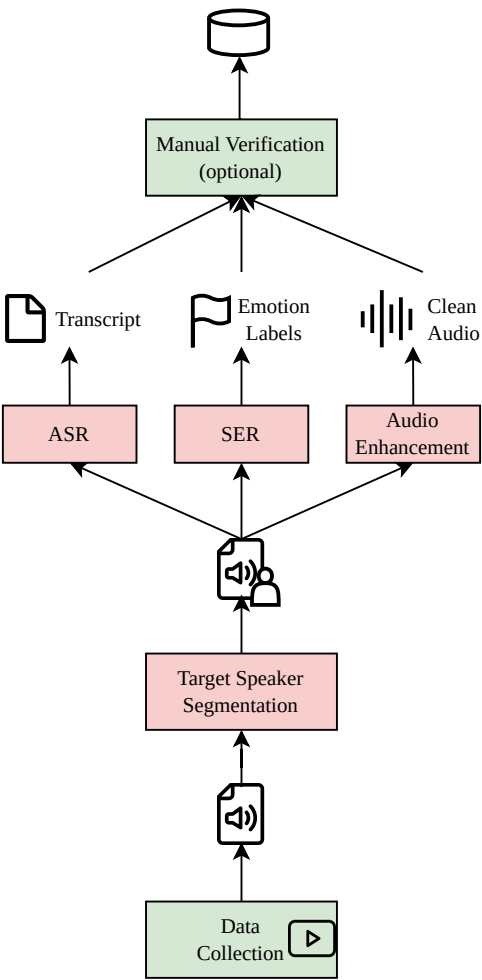 Manual Verification
(optional)
Transcript
Emotion
Labels
Clean
Audio
ASR
SER
Audio
Enhancement
Target Speaker
Segmentation
Data
Collection